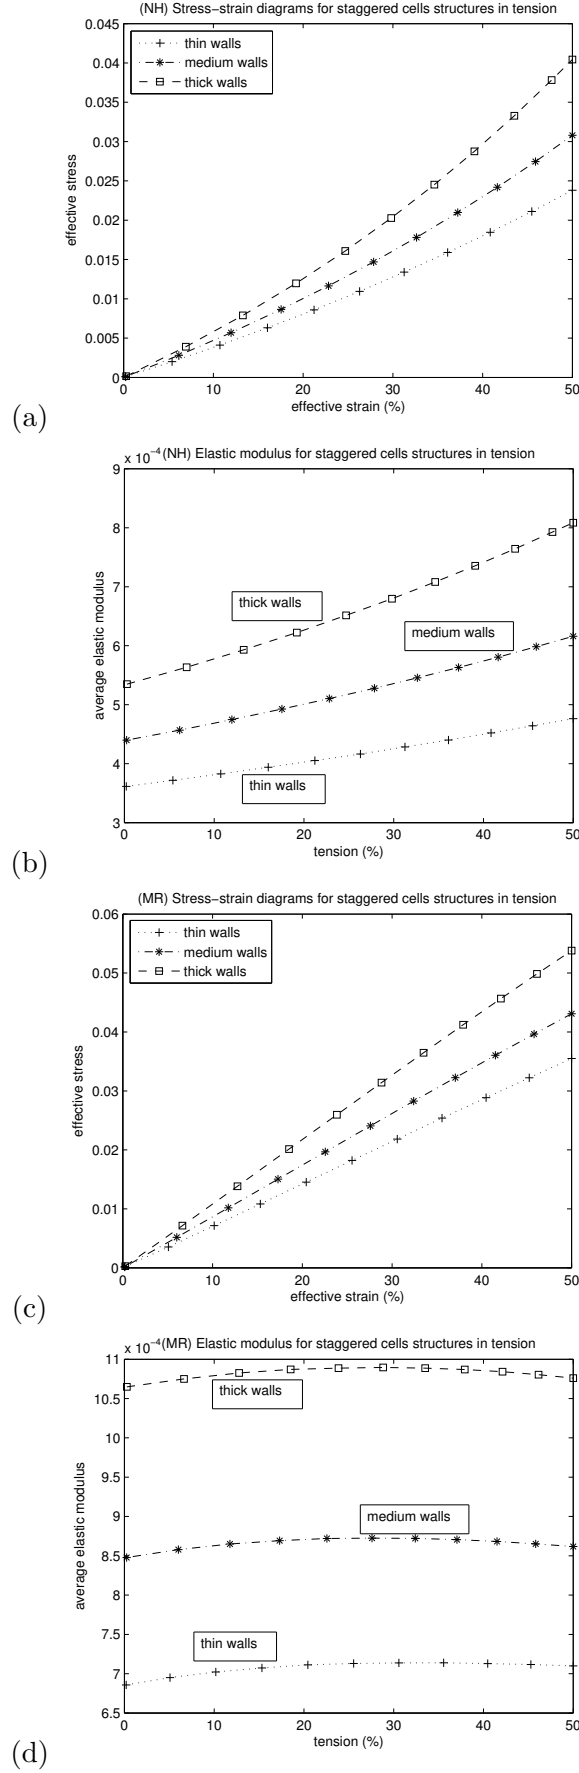 (NH) Stress−strain diagrams for staggered cells structures in tension
0.045
0.04
0.035
0.03
0.025
0.02
0.015
0.01
0.005
0
effective stress
thin walls
medium walls
thick walls
0 10 20 30 40 50
effective strain (%)
(a)
x 10⁻⁴ (NH) Elastic modulus for staggered cells structures in tension
9
8
7
6
5
4
3
average elastic modulus
thick walls
medium walls
thin walls
0 10 20 30 40 50
tension (%)
(b)
(MR) Stress−strain diagrams for staggered cells structures in tension
0.06
0.05
0.04
0.03
0.02
0.01
0
effective stress
thin walls
medium walls
thick walls
0 10 20 30 40 50
effective strain (%)
(c)
x 10⁻⁴ (MR) Elastic modulus for staggered cells structures in tension
11
10.5
10
9.5
9
8.5
8
7.5
7
6.5
average elastic modulus
thick walls
medium walls
thin walls
0 10 20 30 40 50
tension (%)
(d)